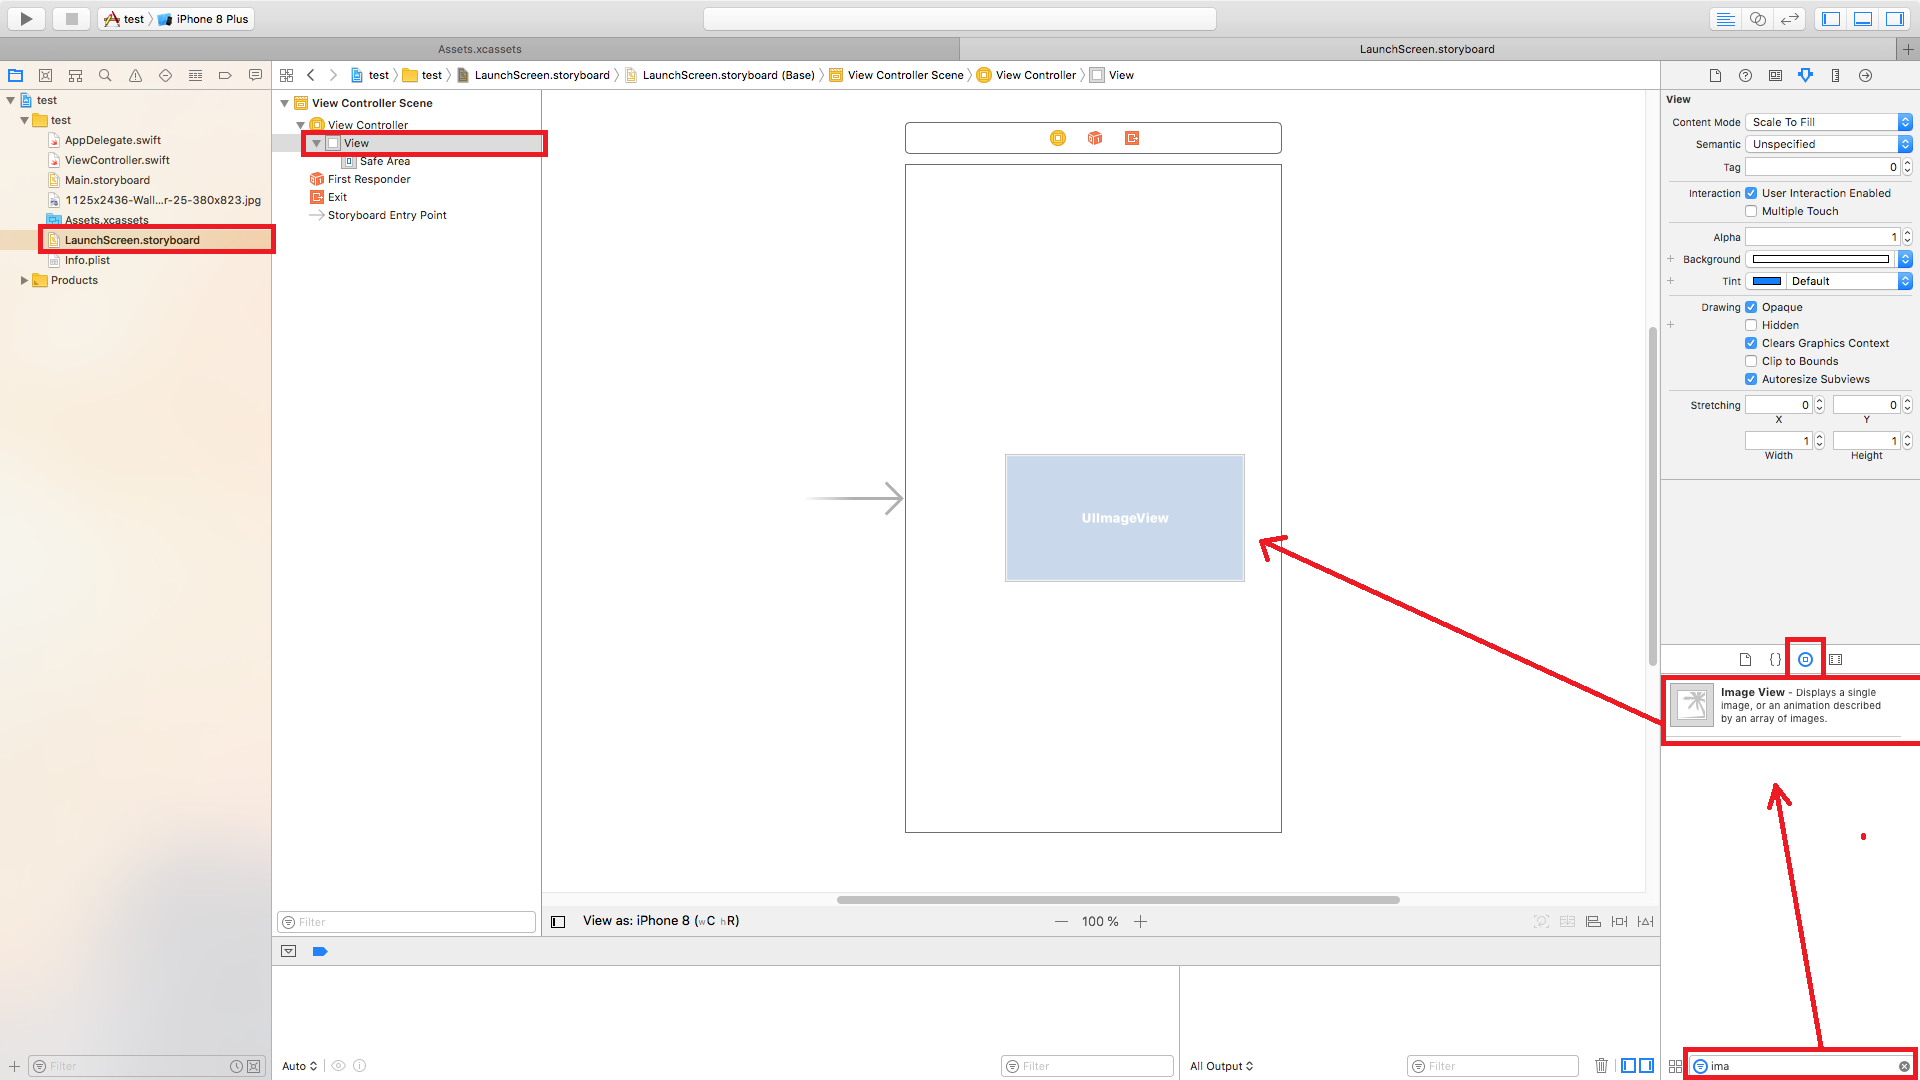 test iPhone 8 Plus
Assets.xcassets
LaunchScreen.storyboard
test test LaunchScreen.storyboard LaunchScreen.storyboard (Base) View Controller Scene View Controller View
test
test
AppDelegate.swift
ViewController.swift
Main.storyboard
1125x2436-Wall...r-25-380x823.jpg
Assets.xcassets
LaunchScreen.storyboard
Info.plist
Products
Filter
View Controller Scene
View Controller
View
Safe Area
First Responder
Exit
Storyboard Entry Point
Filter
UIImageView
View as: iPhone 8 (wC hR)
100 %
Auto
Filter
All Output
Filter
View
Content Mode Scale To Fill
Semantic Unspecified
Tag 0
Interaction User Interaction Enabled
Multiple Touch
Alpha 1
Background
Tint Default
Drawing Opaque
Hidden
Clears Graphics Context
Clip to Bounds
Autoresize Subviews
Stretching 0 0
X Y
1 1
Width Height
{}
Image View - Displays a single
image, or an animation described
by an array of images.
ima